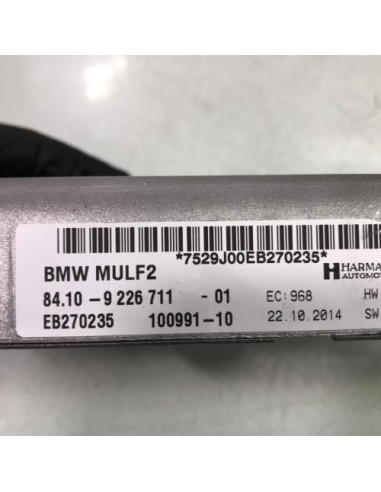 *7529J00EB270235*
BMW MULF2 HARMA
AUTOMOT
84.10 - 9 226 711 - 01 EC: 968 HW
EB270235 100991-10 22.10.2014 SW